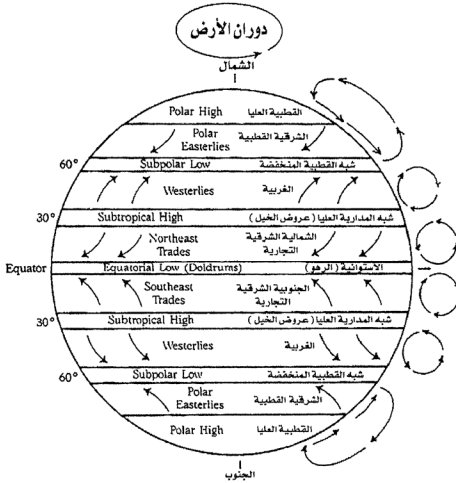 دوران الأرض
الشمال
Polar High القطبية العليا
Polar Easterlies الشرقية القطبية
60° Subpolar Low شبه القطبية المنخفضة
Westerlies الغربية
30° Subtropical High شبه المدارية العليا (عروض الخيل)
Northeast الشمالية الشرقية
Trades التجارية
Equator Equatorial Low (Doldrums) الاستوائية (الرهو)
Southeast الجنوبية الشرقية
Trades التجارية
30° Subtropical High شبه المدارية العليا (عروض الخيل)
Westerlies الغربية
60° Subpolar Low شبه القطبية المنخفضة
Polar
Easterlies الشرقية القطبية
Polar High القطبية العليا
الجنوب